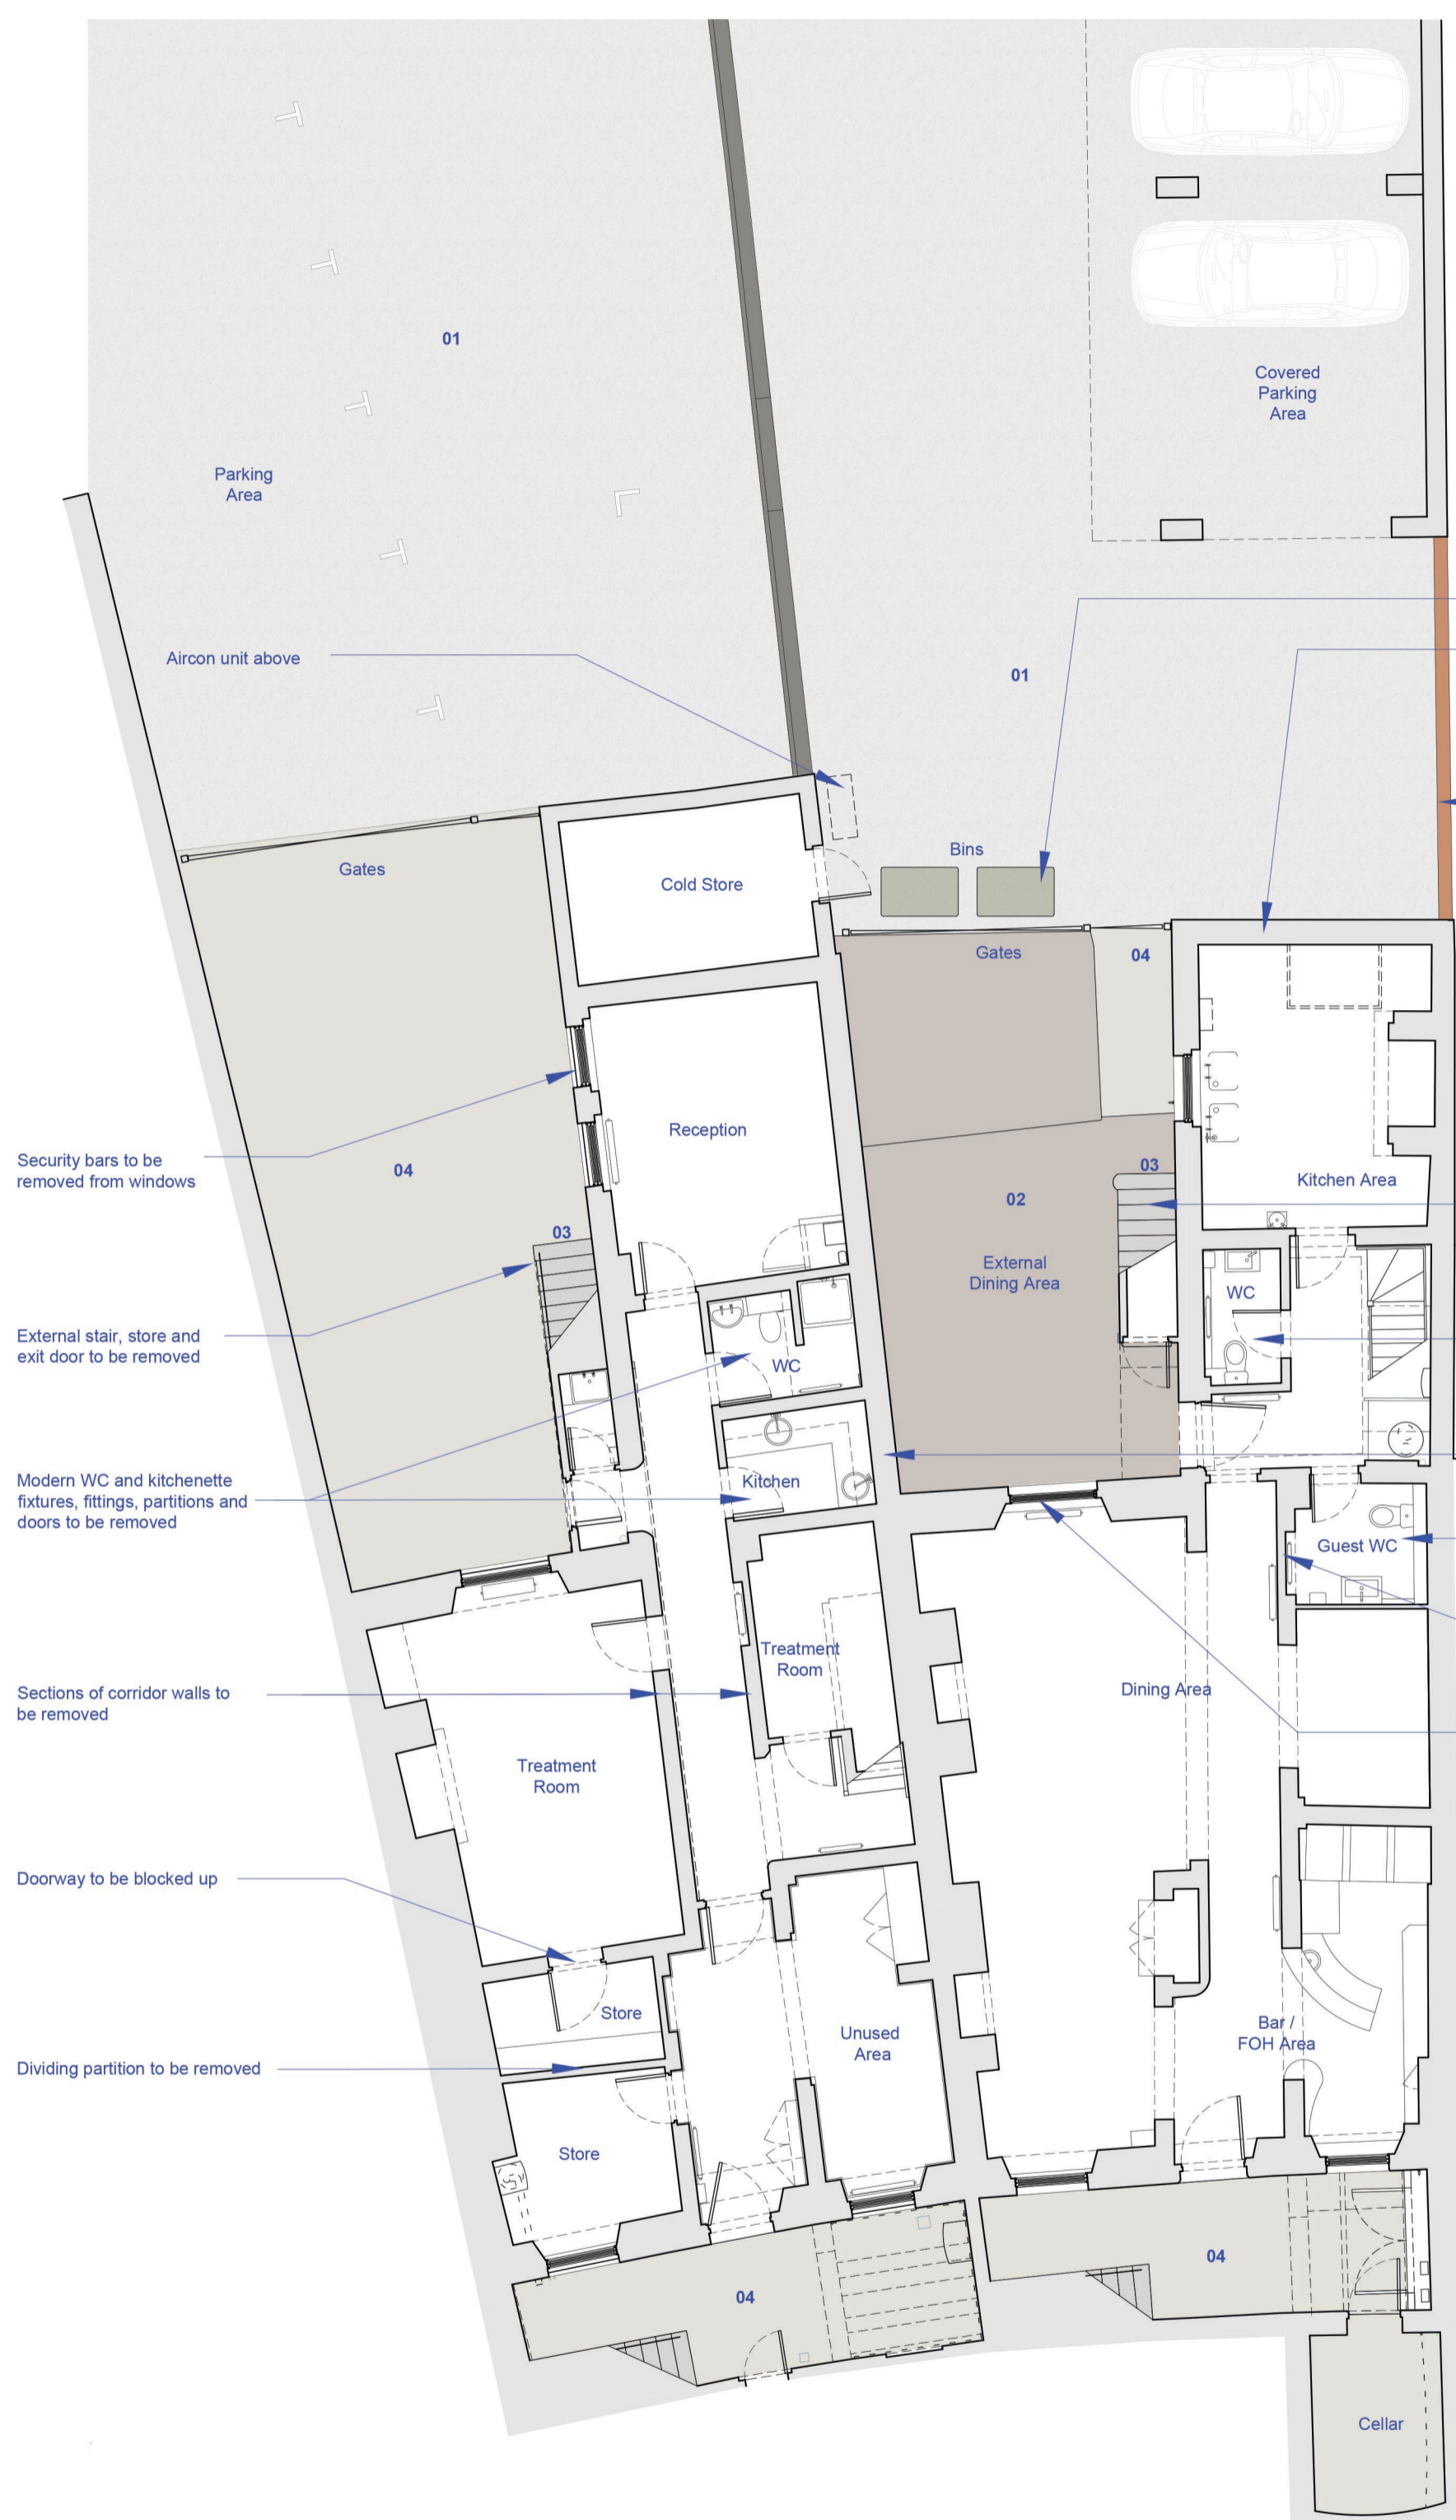 01
Covered
Parking
Area
Parking
Area
Aircon unit above
01
Bins
Gates
Cold Store
Gates
04
Reception
Security bars to be
removed from windows
04
03
Kitchen Area
02
03
External
Dining Area
WC
External stair, store and
exit door to be removed
WC
Modern WC and kitchenette
fixtures, fittings, partitions and
doors to be removed
Kitchen
Guest WC
Treatment
Room
Sections of corridor walls to
be removed
Dining Area
Treatment
Room
Doorway to be blocked up
Store
Unused
Area
Bar /
FOH Area
Dividing partition to be removed
Store
04
04
Cellar